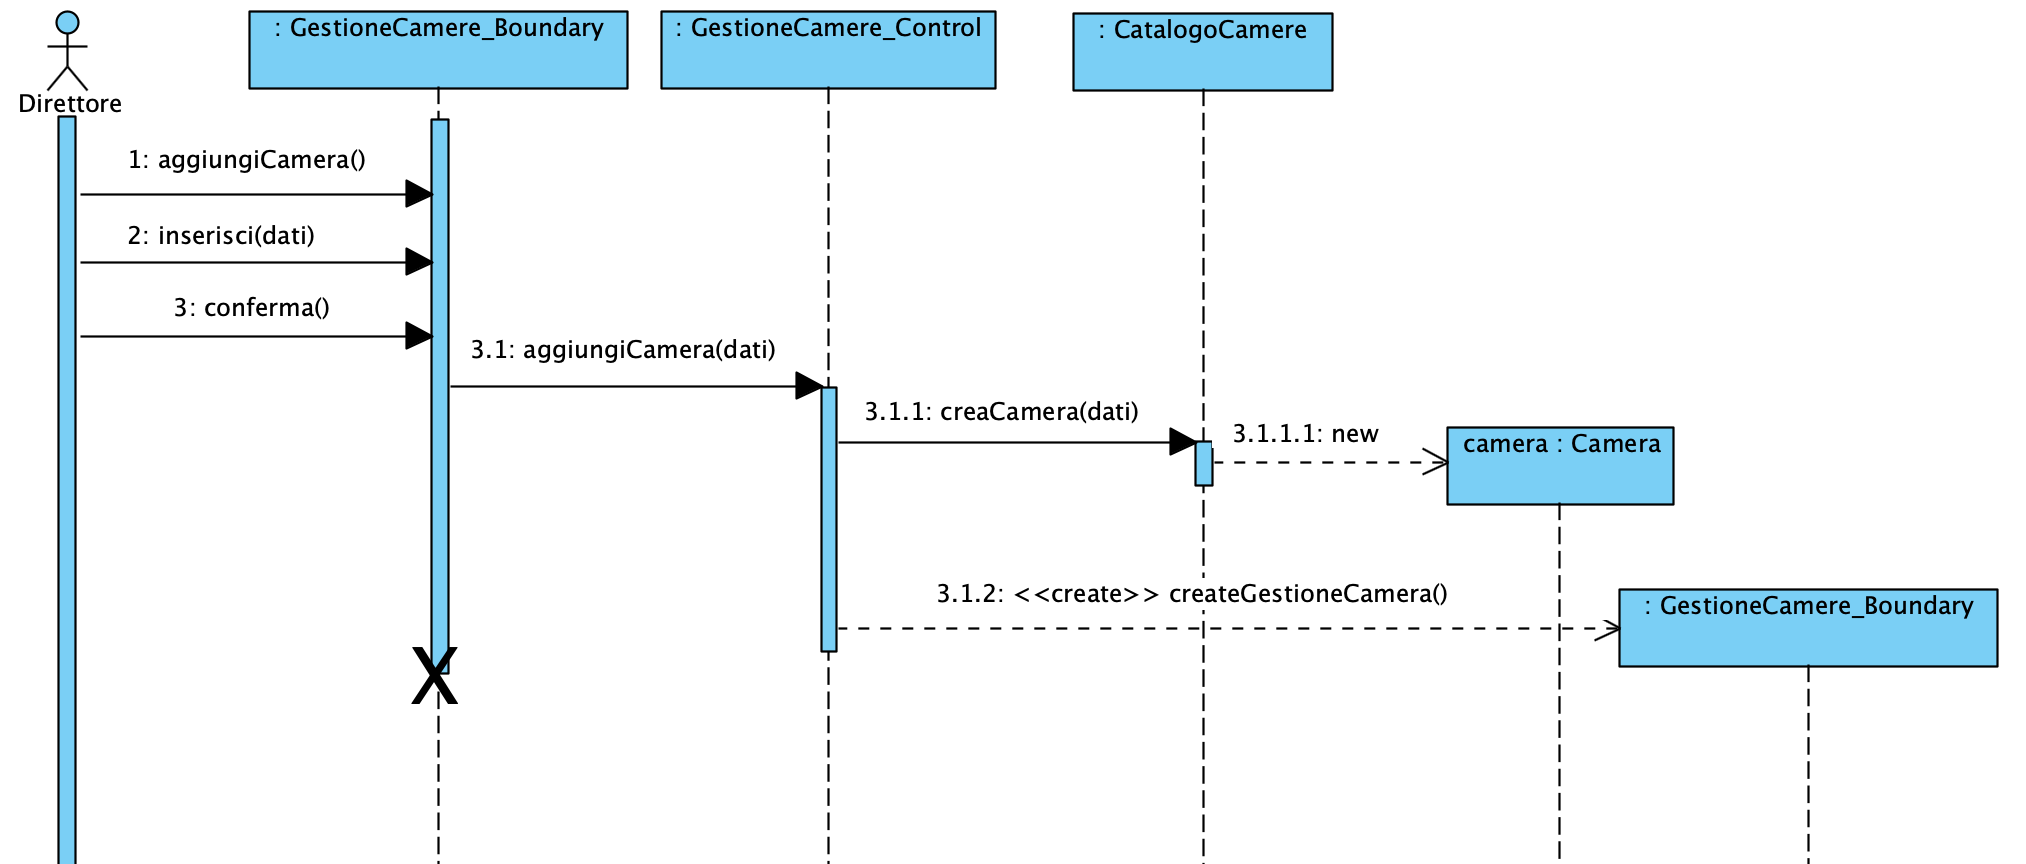 : GestioneCamere_Boundary
: GestioneCamere_Control
: CatalogoCamere
Direttore
1: aggiungiCamera()
2: inserisci(dati)
3: conferma()
3.1: aggiungiCamera(dati)
3.1.1: creaCamera(dati)
3.1.1.1: new
camera : Camera
3.1.2: <<create>> createGestioneCamera()
: GestioneCamere_Boundary